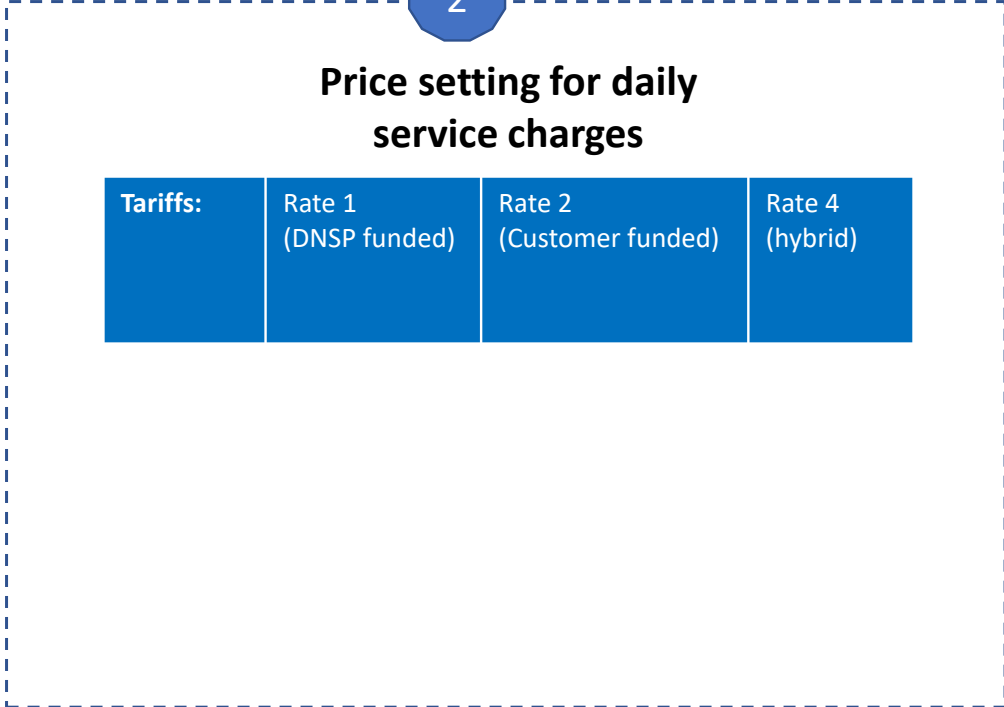 2
Price setting for daily
service charges
Tariffs:
Rate 1
(DNSP funded)
Rate 2
(Customer funded)
Rate 4
(hybrid)